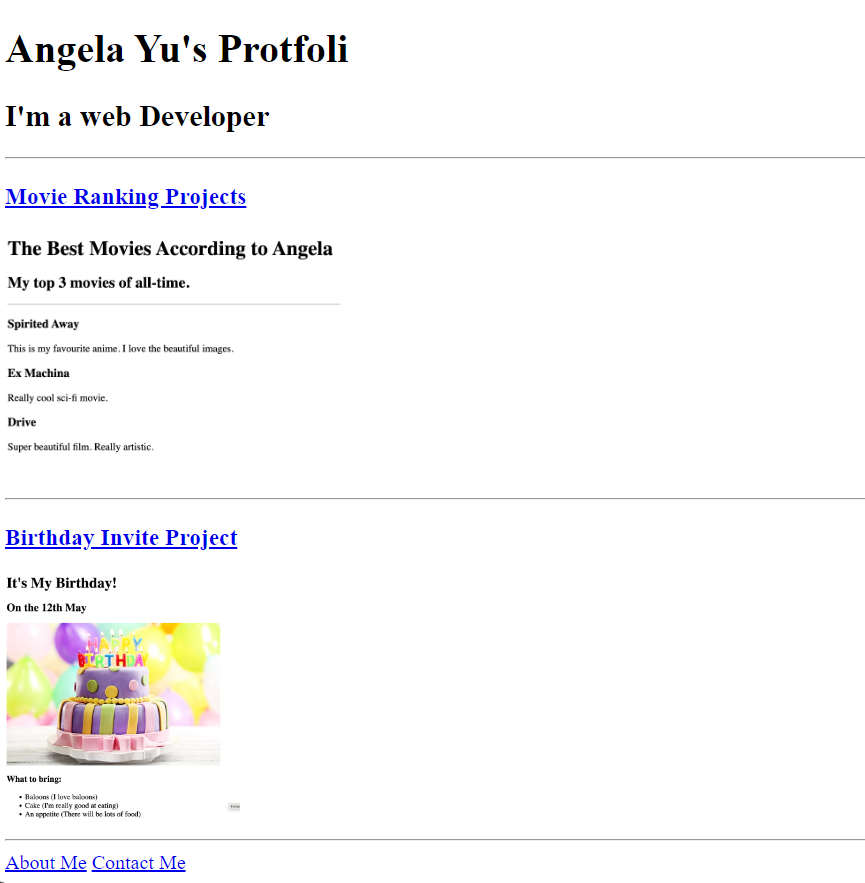 Angela Yu's Protfoli
I'm a web Developer
Movie Ranking Projects
The Best Movies According to Angela
My top 3 movies of all-time.
Spirited Away
This is my favourite anime. I love the beautiful images.
Ex Machina
Really cool sci-fi movie.
Drive
Super beautiful film. Really artistic.
Birthday Invite Project
It's My Birthday!
On the 12th May
HAPPY
BIRTHDAY
What to bring:
• Baloons (I love baloons)
• Cake (I'm really good at eating)
• An appetite (There will be lots of food)
About Me Contact Me